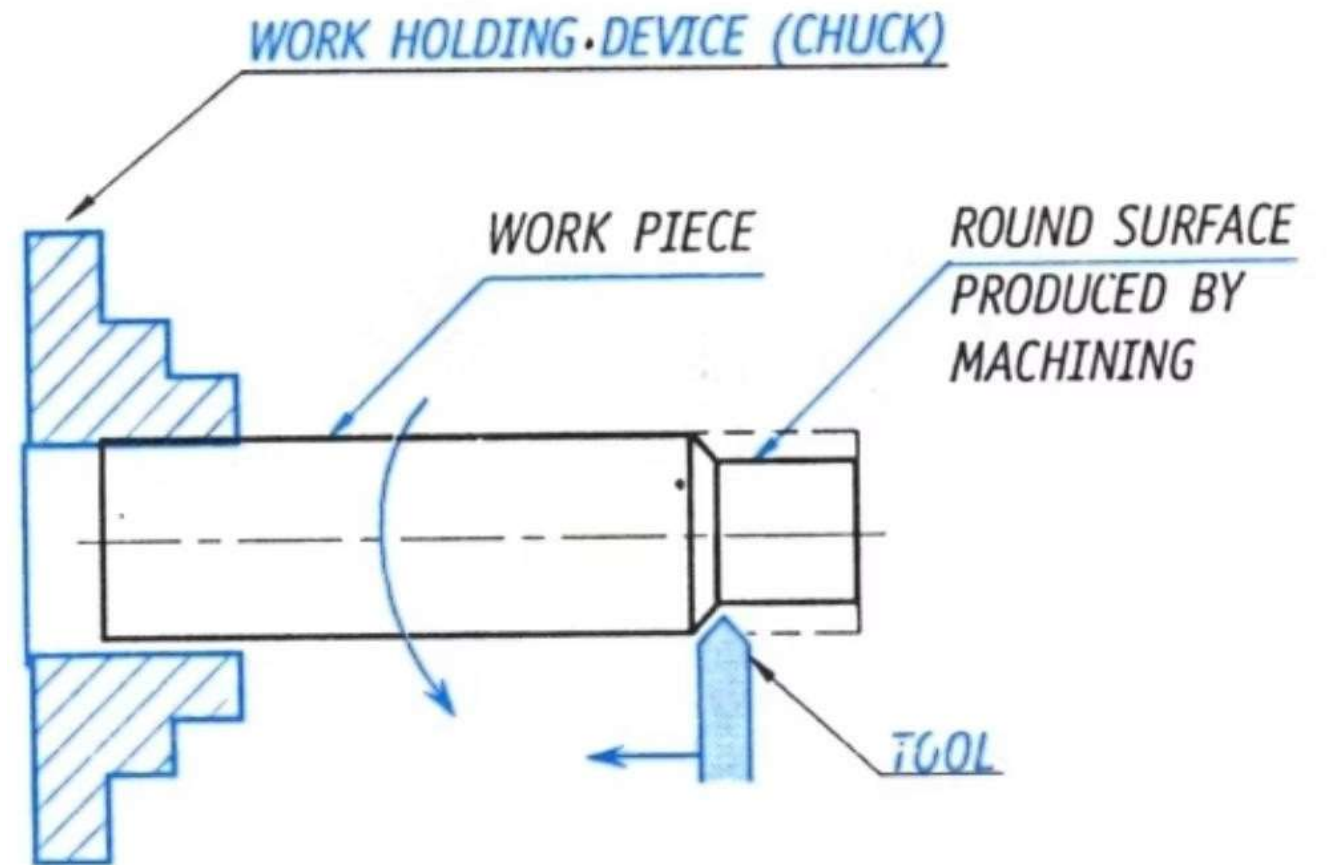 WORK HOLDING·DEVICE (CHUCK)
WORK PIECE
ROUND SURFACE
PRODUCED BY
MACHINING
TOOL